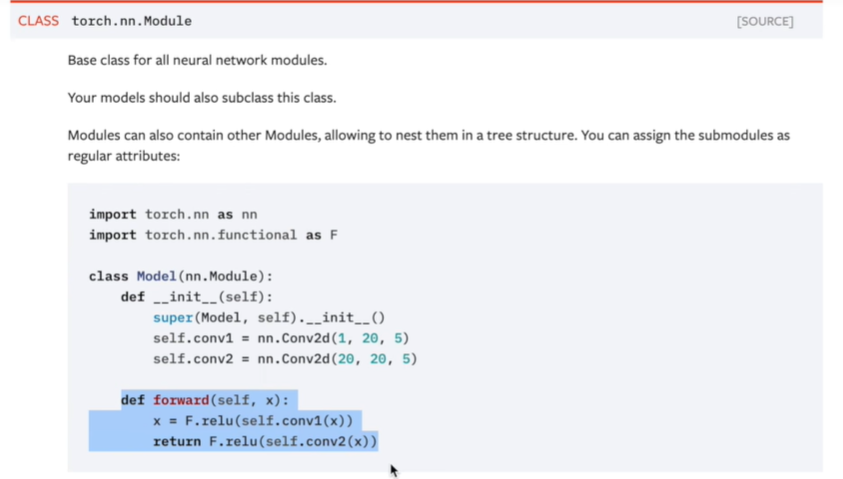 CLASS torch.nn.Module [SOURCE]
Base class for all neural network modules.
Your models should also subclass this class.
Modules can also contain other Modules, allowing to nest them in a tree structure. You can assign the submodules as
regular attributes:
import torch.nn as nn
import torch.nn.functional as F
class Model(nn.Module):
    def __init__(self):
        super(Model, self).__init__()
        self.conv1 = nn.Conv2d(1, 20, 5)
        self.conv2 = nn.Conv2d(20, 20, 5)
    def forward(self, x):
        x = F.relu(self.conv1(x))
        return F.relu(self.conv2(x))